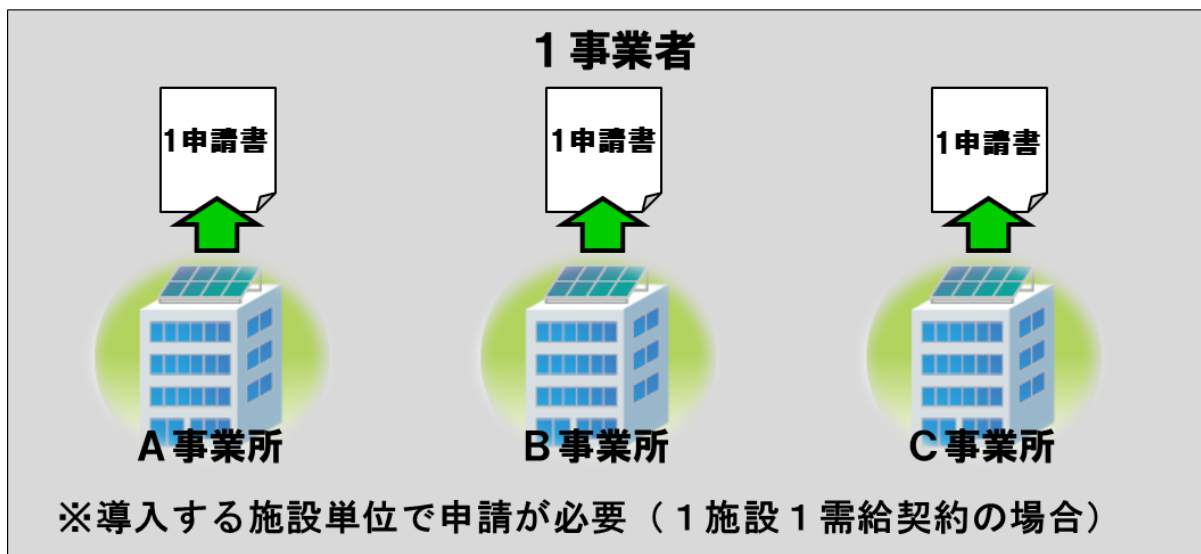 １事業者
1申請書
1申請書
1申請書
Ａ事業所
Ｂ事業所
Ｃ事業所
※導入する施設単位で申請が必要（１施設１需給契約の場合）